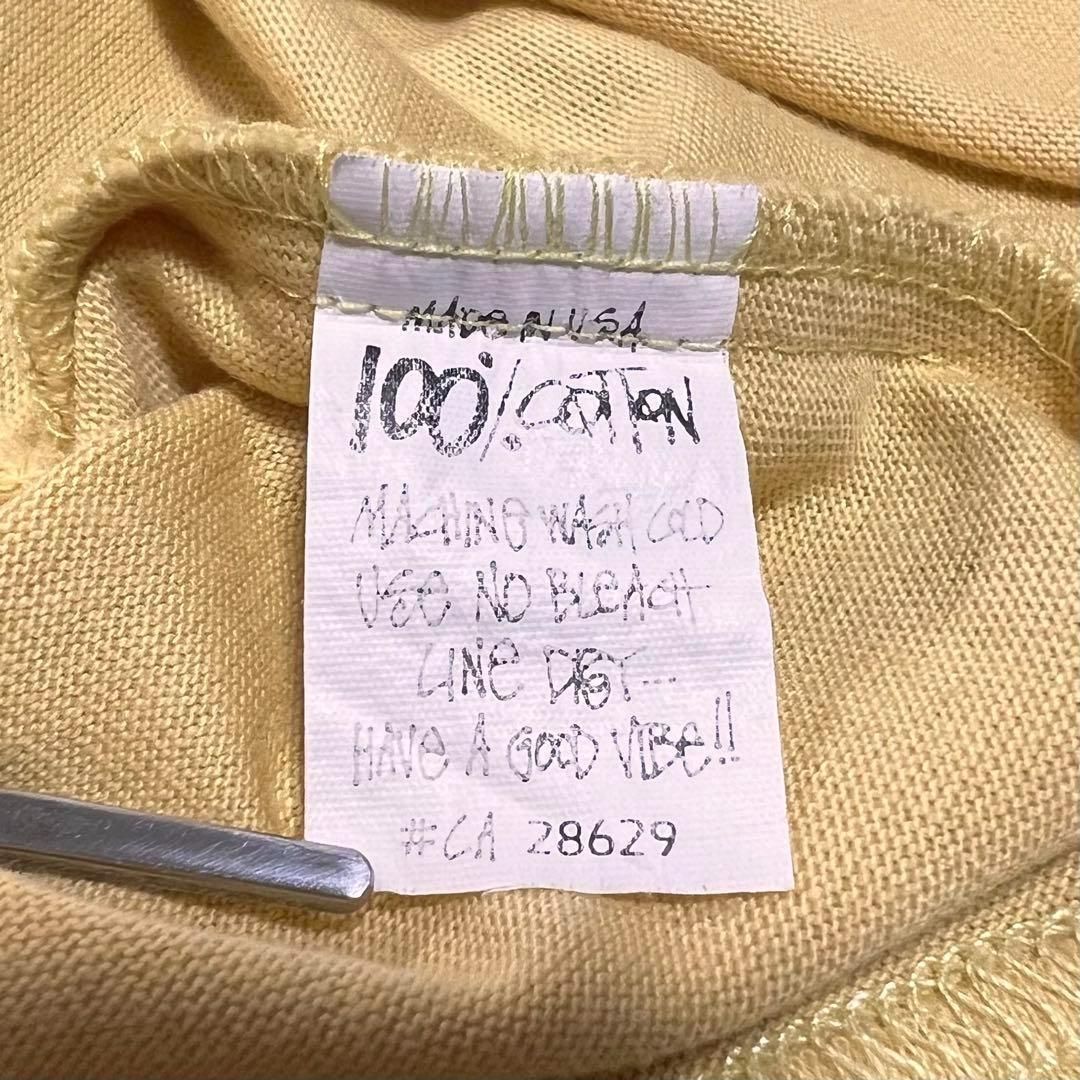 MADE IN USA
100% COTTON
MACHINE WASH COLD
USE NO BLEACH
LINE DRY...
HAVE A GOOD VIBE!!
#CA 28629